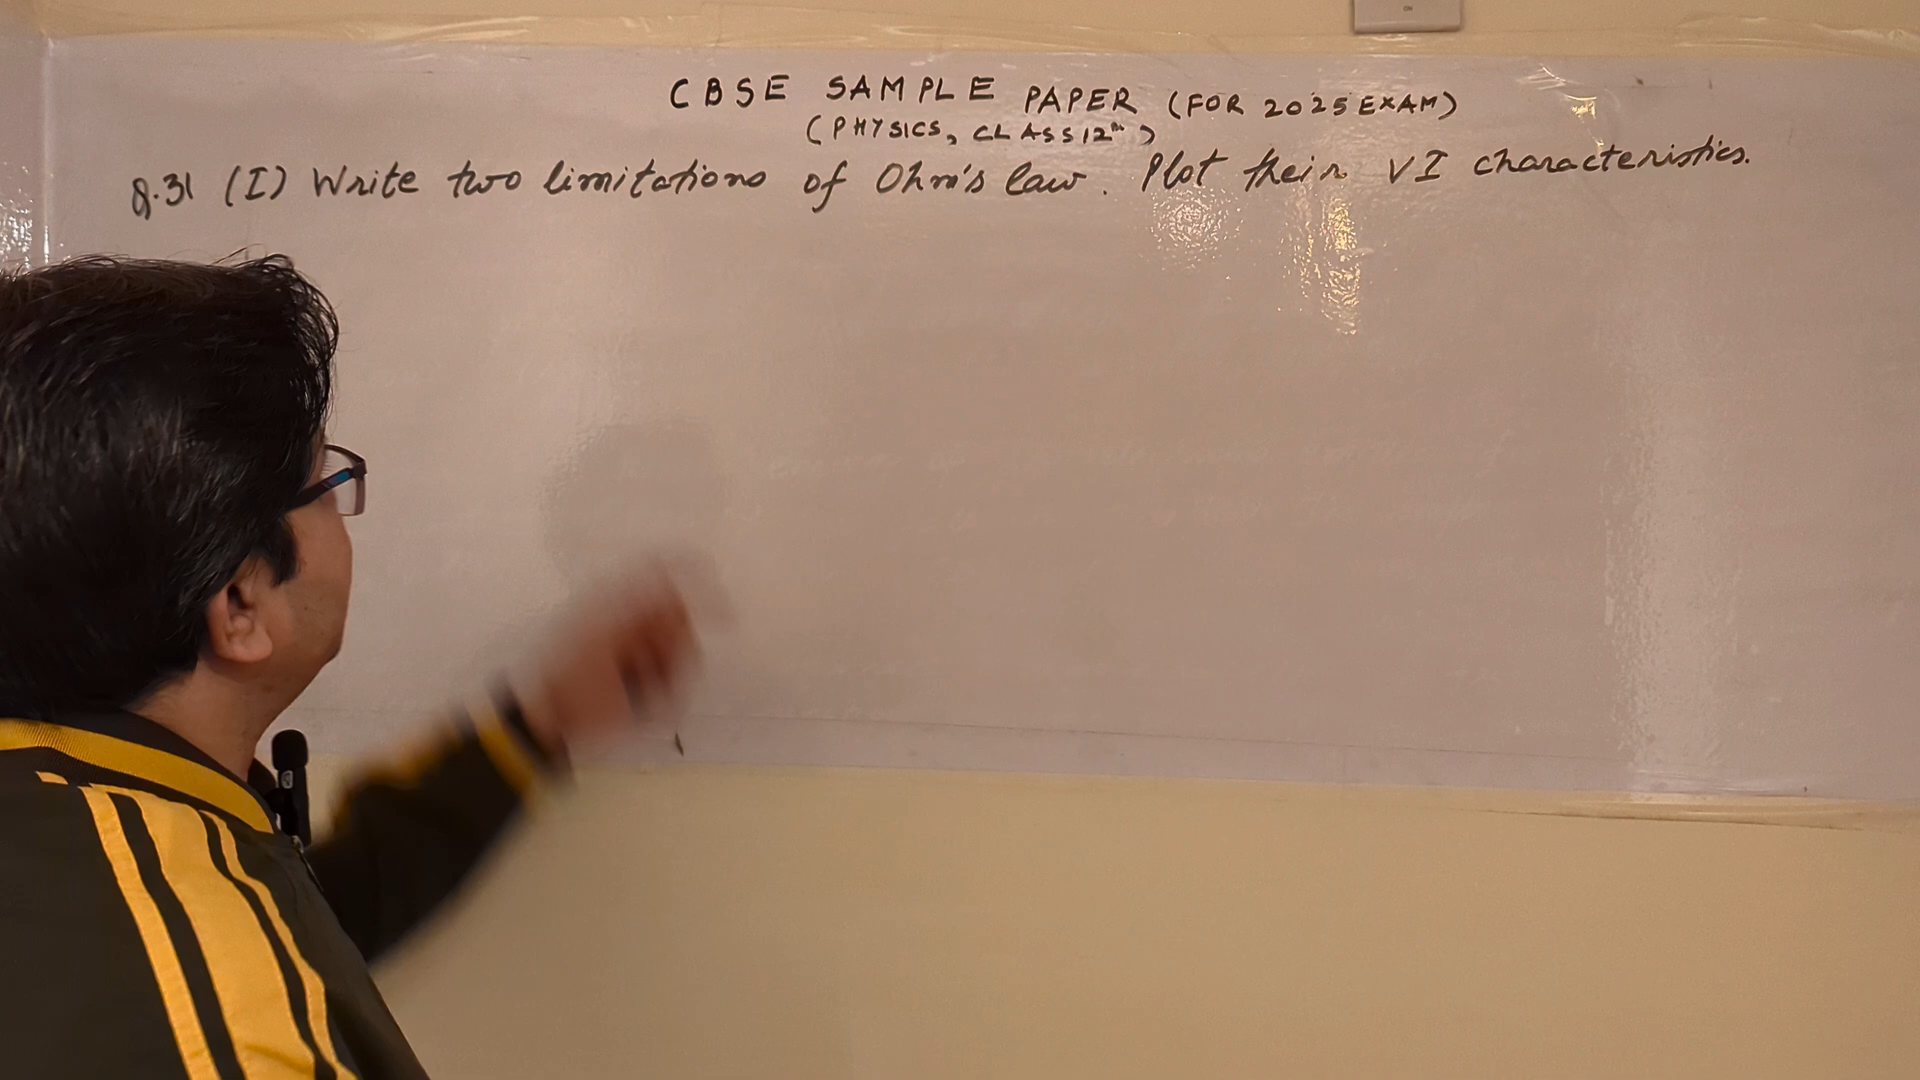 ON
CBSE SAMPLE PAPER (FOR 2025 EXAM)
(PHYSICS, CLASS 12th)
Q.31 (I) Write two limitations of Ohm's law. Plot their VI characteristics.